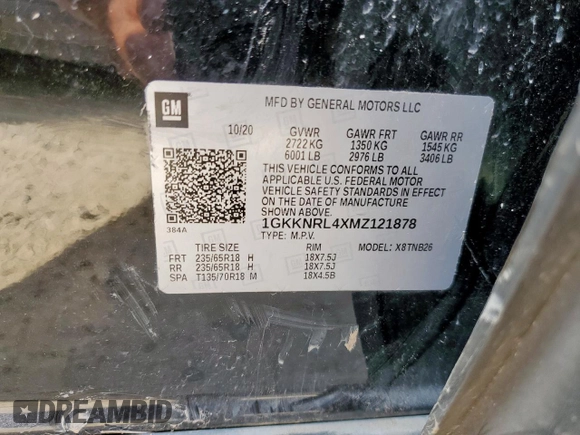 GM
MFD BY GENERAL MOTORS LLC
10/20 GVWR GAWR FRT GAWR RR
2722 KG 1350 KG 1545 KG
6001 LB 2976 LB 3406 LB
THIS VEHICLE CONFORMS TO ALL
APPLICABLE U.S. FEDERAL MOTOR
VEHICLE SAFETY STANDARDS IN EFFECT
ON THE DATE OF MANUFACTURE
SHOWN ABOVE.
384A
1GKKNRL4XMZ121878
TYPE: M.P.V. MODEL: X8TNB26
TIRE SIZE RIM
FRT 235/65R18 H 18X7.5J
RR 235/65R18 H 18X7.5J
SPA T135/70R18 M 18X4.5B
DREAMBID